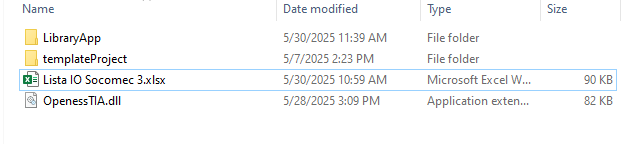 Name Date modified Type Size
LibraryApp 5/30/2025 11:39 AM File folder
templateProject 5/7/2025 2:23 PM File folder
Lista IO Socomec 3.xlsx 5/30/2025 10:59 AM Microsoft Excel W... 90 KB
OpenessTIA.dll 5/28/2025 3:09 PM Application exten... 82 KB